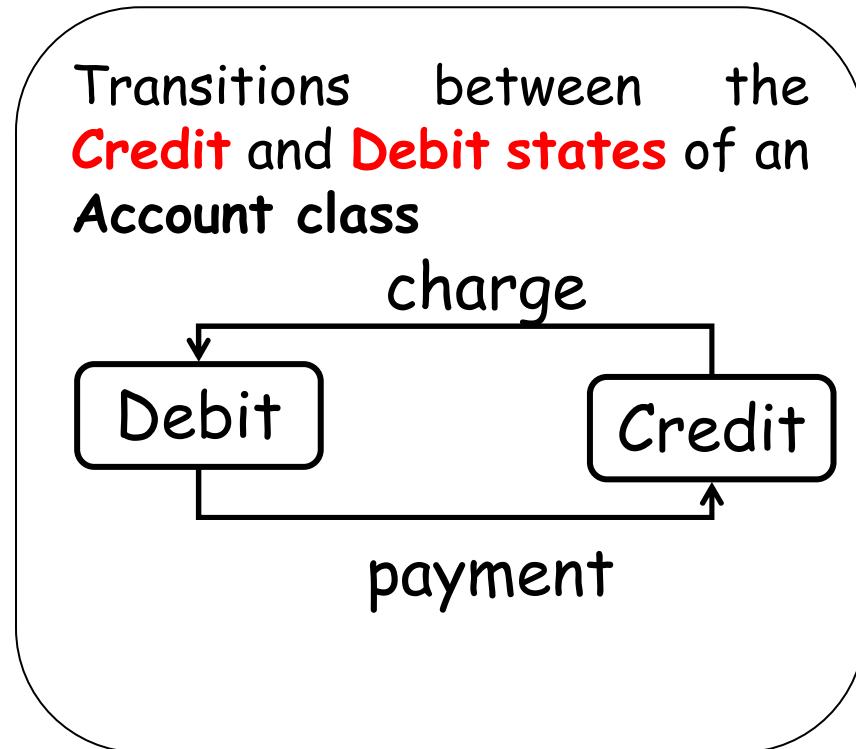 Transitions between the
Credit and Debit states of an
Account class
charge
Debit
Credit
payment